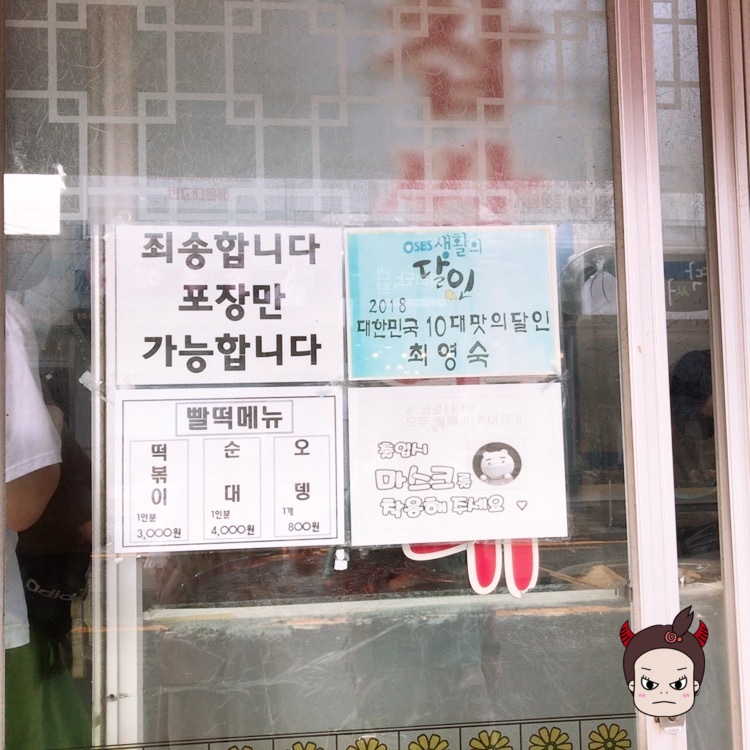 죄송합니다
포장만
가능합니다
SBS 생활의
달인
2018
대한민국 10대맛의달인
최영숙
빨떡메뉴
떡볶이
1인분
3,000원
순대
1인분
4,000원
오뎅
1개
800원
출입시
마스크를
착용해 주세요 ♡